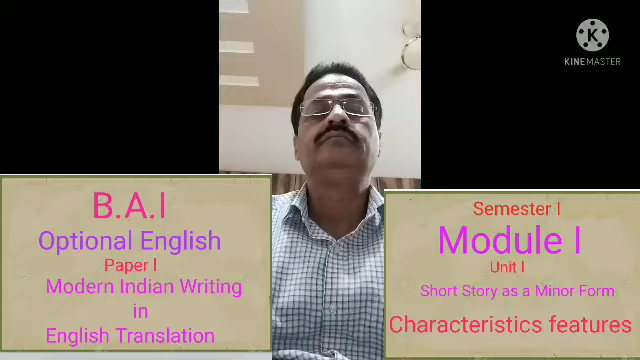 KINEMASTER
B.A.I
Optional English
Paper I
Modern Indian Writing
in
English Translation
Semester I
Module I
Unit I
Short Story as a Minor Form
Characteristics features